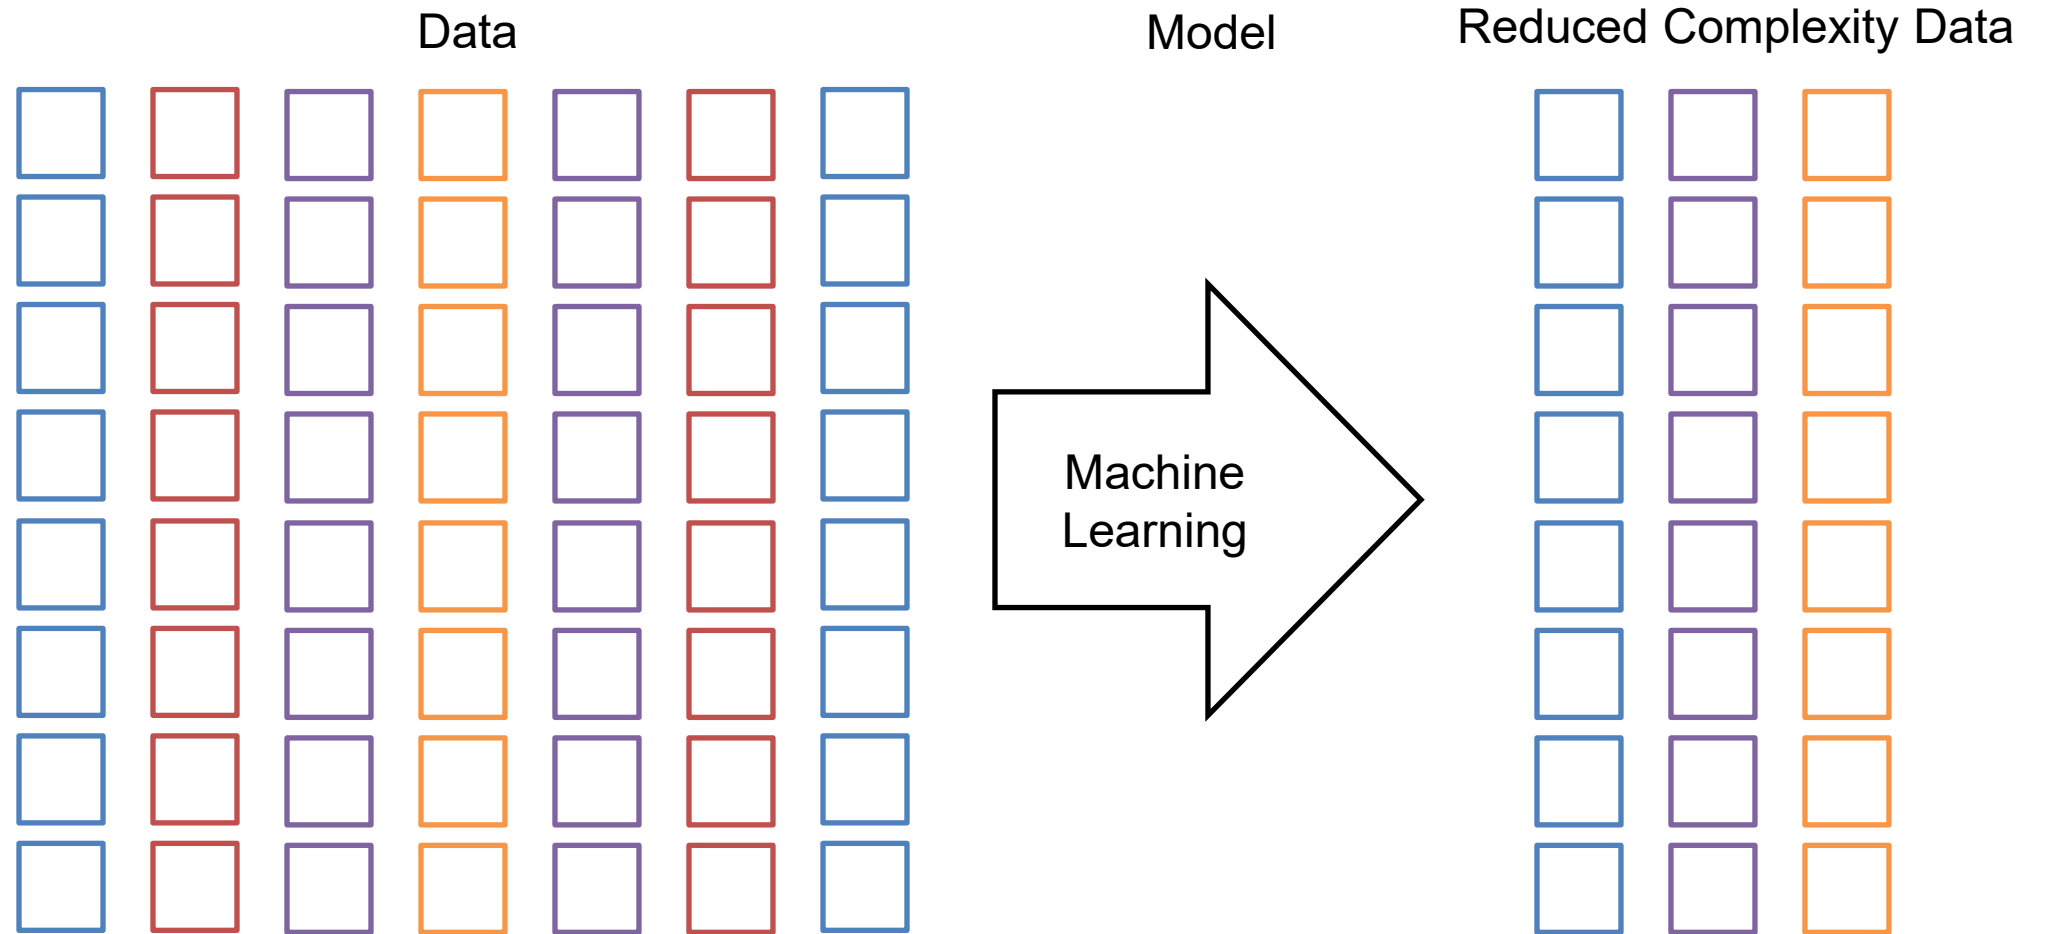 Data
Model
Reduced Complexity Data
Machine
Learning